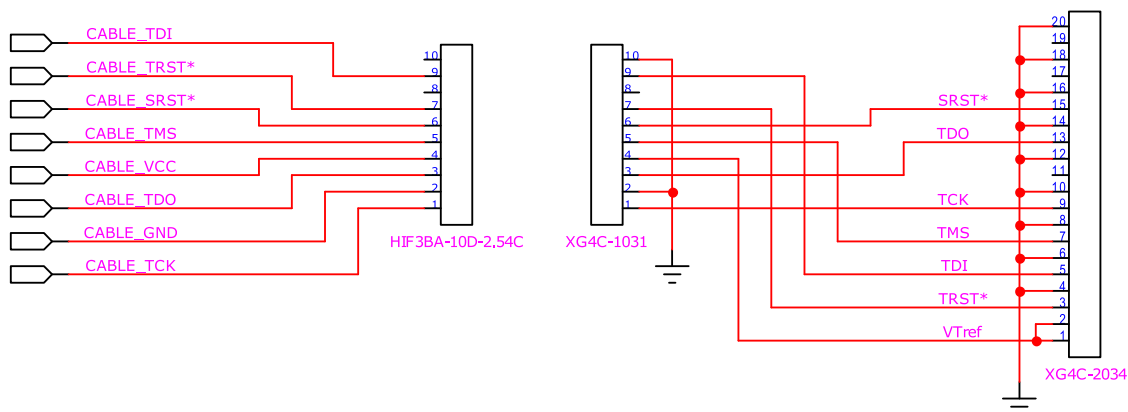 CABLE_TDI
CABLE_TRST*
CABLE_SRST*
CABLE_TMS
CABLE_VCC
CABLE_TDO
CABLE_GND
CABLE_TCK
10
9
8
7
6
5
4
3
2
1
HIF3BA-10D-2.54C
10
9
8
7
6
5
4
3
2
1
XG4C-1031
SRST*
TDO
TCK
TMS
TDI
TRST*
VTref
20
19
18
17
16
15
14
13
12
11
10
9
8
7
6
5
4
3
2
1
XG4C-2034